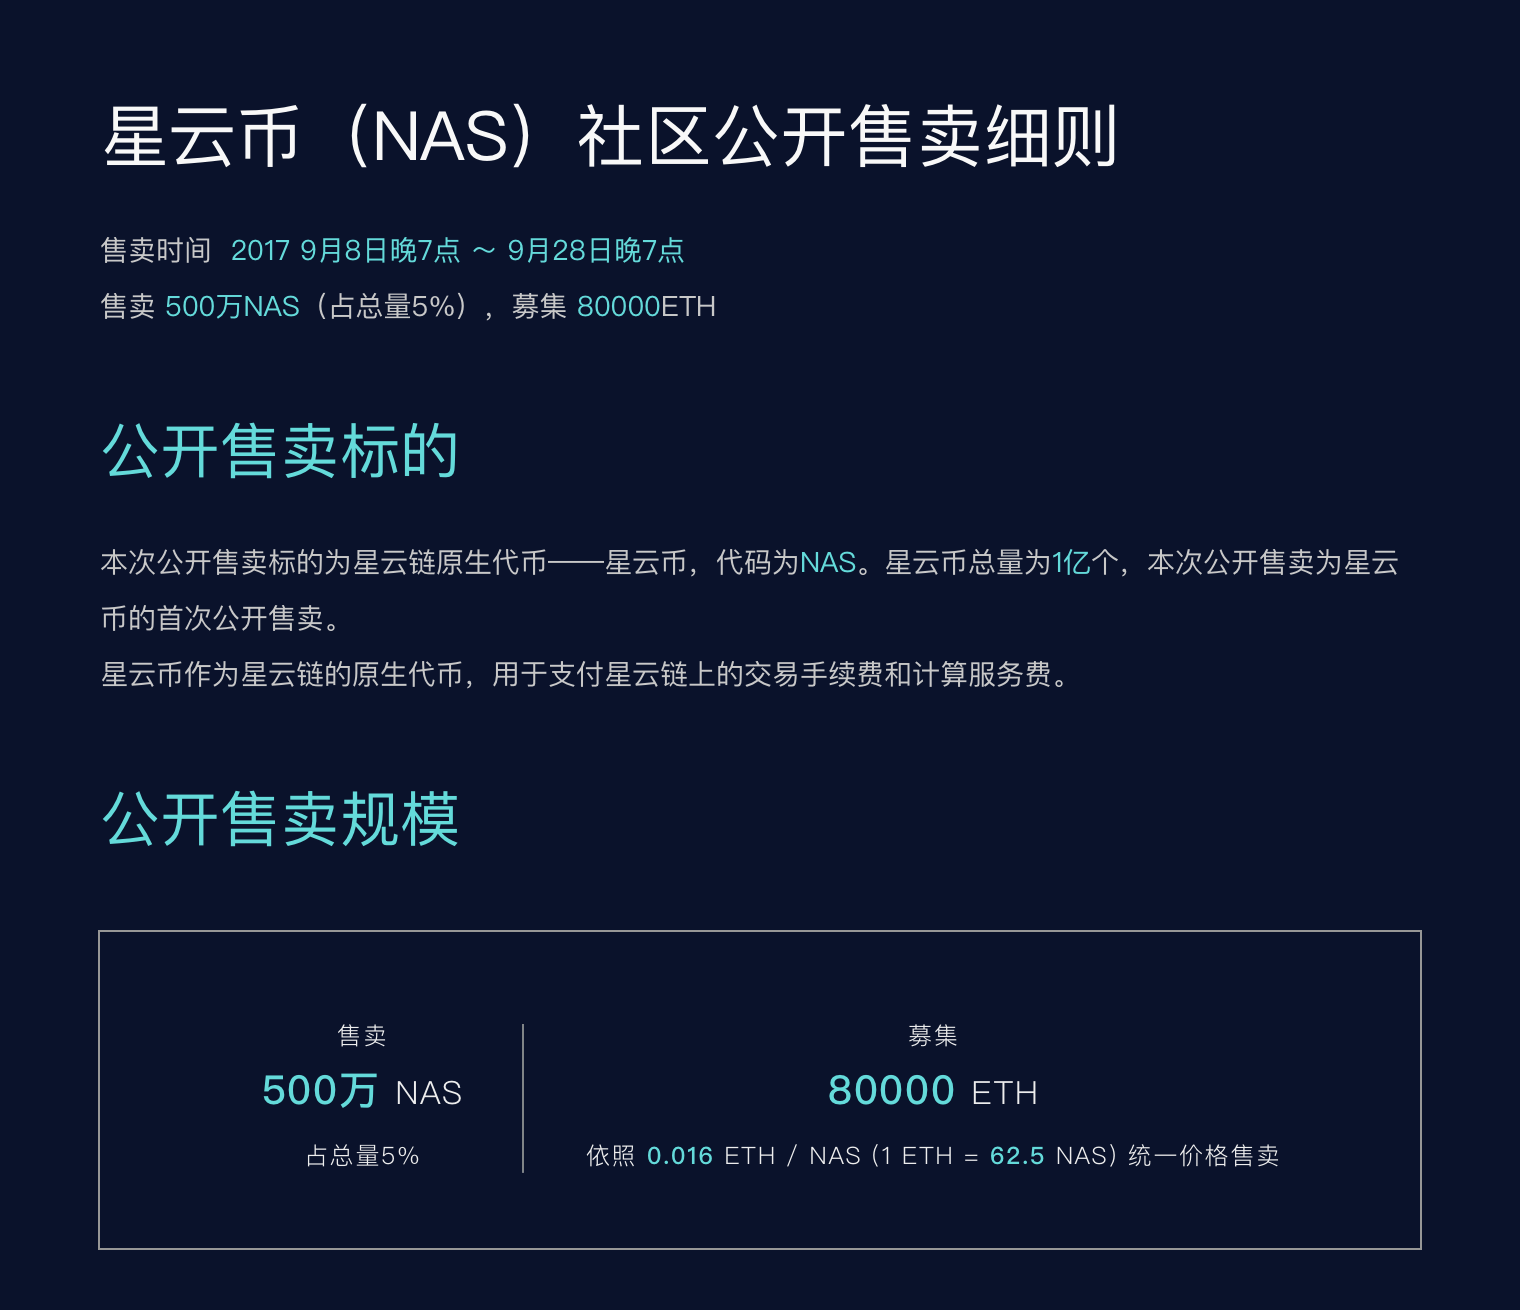 星云币（NAS）社区公开售卖细则
售卖时间 2017 9月8日晚7点 ～ 9月28日晚7点
售卖 500万NAS（占总量5%），募集 80000ETH
公开售卖标的
本次公开售卖标的为星云链原生代币——星云币，代码为NAS。星云币总量为1亿个，本次公开售卖为星云
币的首次公开售卖。
星云币作为星云链的原生代币，用于支付星云链上的交易手续费和计算服务费。
公开售卖规模
售卖
500万 NAS
占总量5%
募集
80000 ETH
依照 0.016 ETH / NAS (1 ETH = 62.5 NAS) 统一价格售卖